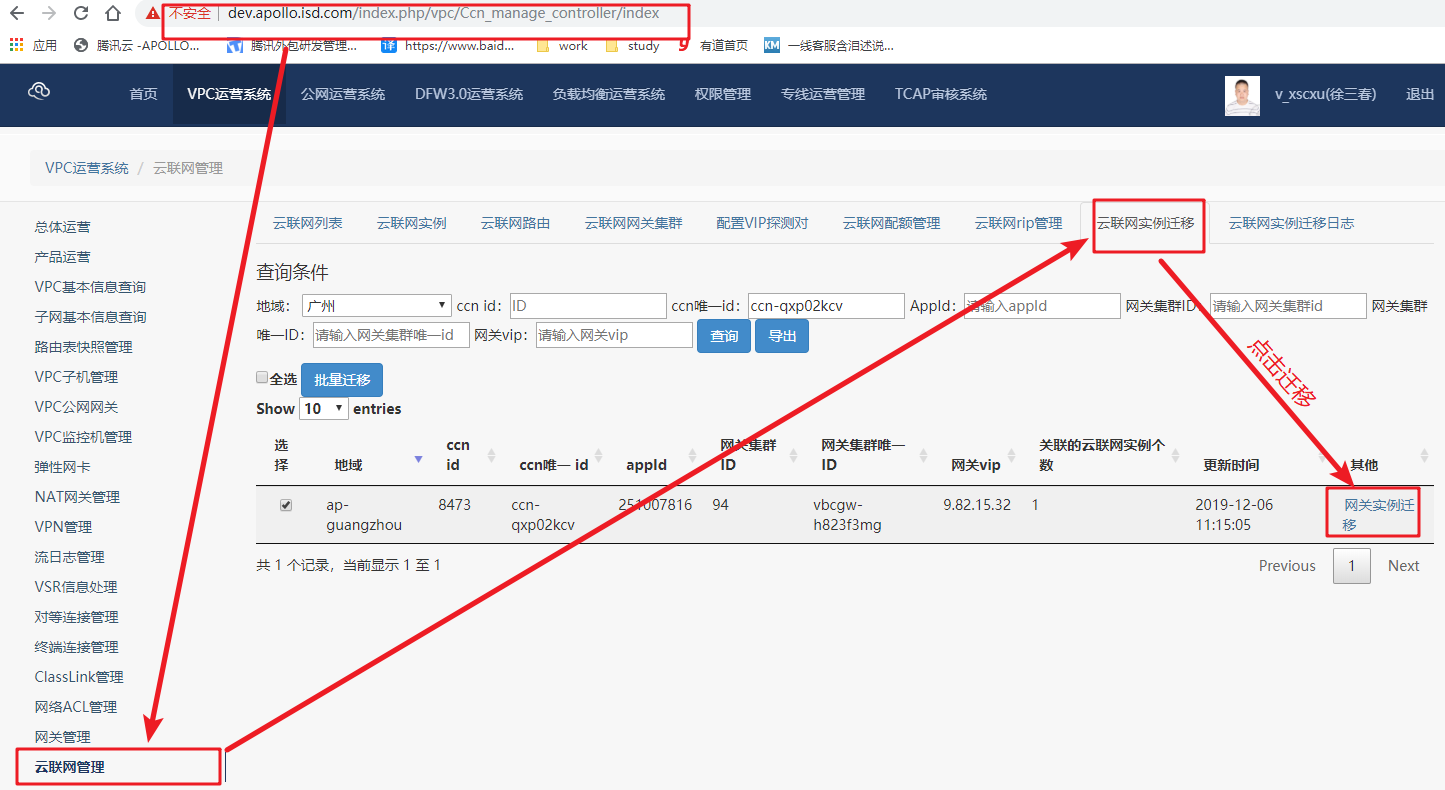 不安全 | dev.apollo.isd.com/index.php/vpc/Ccn_manage_controller/index
应用 腾讯云 -APOLLO... 腾讯外包研发管理... 译 https://www.baid... work study 9 有道首页 KM 一线客服含泪述说...
首页 VPC运营系统 公网运营系统 DFW3.0运营系统 负载均衡运营系统 权限管理 专线运营管理 TCAP审核系统 v_xscxu(徐三春) 退出
VPC运营系统 / 云联网管理
总体运营
产品运营
VPC基本信息查询
子网基本信息查询
路由表快照管理
VPC子机管理
VPC公网网关
VPC监控机管理
弹性网卡
NAT网关管理
VPN管理
流日志管理
VSR信息处理
对等连接管理
终端连接管理
ClassLink管理
网络ACL管理
网关管理
云联网管理
云联网列表 云联网实例 云联网路由 云联网网关集群 配置VIP探测对 云联网配额管理 云联网rip管理 云联网实例迁移 云联网实例迁移日志
查询条件
地域: 广州 ccn id: ID ccn唯一id: ccn-qxp02kcv AppId: 请输入appId 网关集群ID: 请输入网关集群id 网关集群
唯一ID: 请输入网关集群唯一id 网关vip: 请输入网关vip 查询 导出
点击迁移
全选 批量迁移
Show 10 entries
选择 地域 ccn id ccn唯一 id appId 网关集群ID 网关集群唯一ID 网关vip 关联的云联网实例个数 更新时间 其他
ap-guangzhou 8473 ccn-qxp02kcv 251007816 94 vbcgw-h823f3mg 9.82.15.32 1 2019-12-06 11:15:05 网关实例迁移
共 1 个记录，当前显示 1 至 1
Previous 1 Next